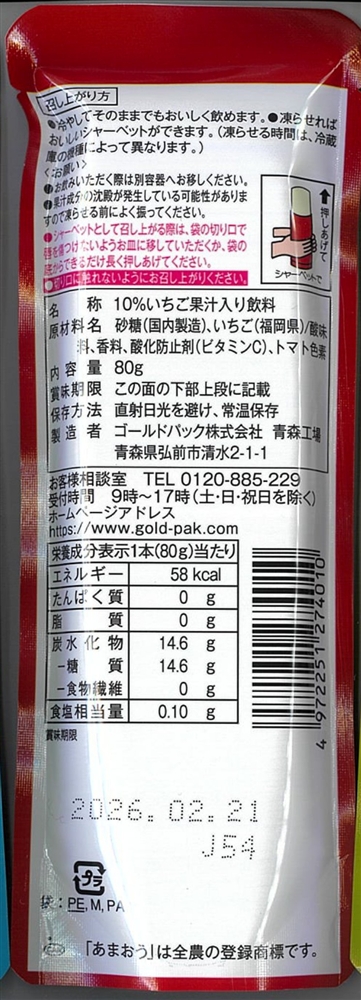 召し上がり方
●冷やしてそのままでもおいしく飲めます。●凍らせれば
おいしいシャーベットができます。(凍らせる時間は、冷蔵
庫の機種によって異なります。)
<お願い>
●お飲みいただく際は別容器へお移しください。
●果汁成分の沈殿が発生している可能性がありま
すので凍らせる前によく振ってください。
●シャーベットとして召し上がる際は、袋の切り口で
を傷つけないようお皿に移していただくか、袋の
できるだけ長く押しあげてください。
●切り口に触れないようにお召し上がりください。
押しあげて
シャーベットで
名 称 10%いちご果汁入り飲料
原材料名 砂糖(国内製造)、いちご(福岡県)/酸味
料、香料、酸化防止剤(ビタミンC)、トマト色素
内容量 80g
賞味期限 この面の下部上段に記載
保存方法 直射日光を避け、常温保存
製造者 ゴールドパック株式会社 青森工場
青森県弘前市清水2-1-1
お客様相談室 TEL 0120-885-229
受付時間 9時~17時(土・日・祝日を除く)
ホームページアドレス
https://www.gold-pak.com
栄養成分表示1本(80g)当たり
エネルギー 58 kcal
たんぱく質 0 g
脂質 0 g
炭水化物 14.6 g
-糖質 14.6 g
-食物繊維 0 g
食塩相当量 0.10 g
4972251127401
賞味期限
2026.02.21
J54
プラ
袋:PE, M, PA
「あまおう」は全農の登録商標です。